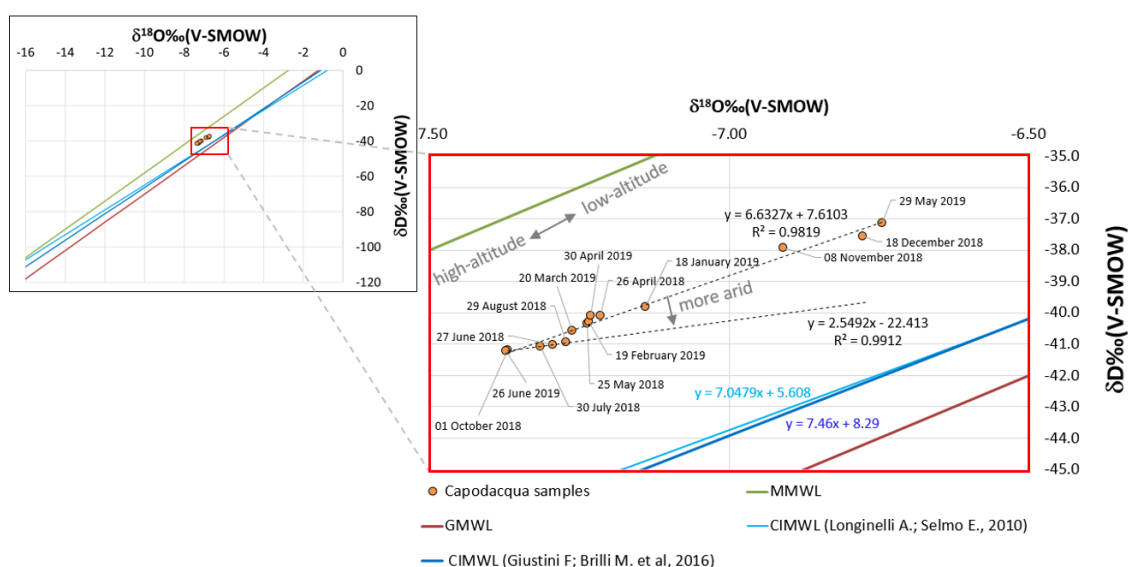 δ18O‰(V-SMOW)
-16 -14 -12 -10 -8 -6 -4 -2 0
0
-20
-40
-60
-80
-100
-120
δD‰(V-SMOW)
δ18O‰(V-SMOW)
7.50 -7.00 -6.50
-35.0
-36.0
-37.0
-38.0
-39.0
-40.0
-41.0
-42.0
-43.0
-44.0
-45.0
δD‰(V-SMOW)
high-altitude
low-altitude
y = 6.6327x + 7.6103
R² = 0.9819
29 May 2019
18 December 2018
08 November 2018
30 April 2019
18 January 2019
20 March 2019
26 April 2018
more arid
29 August 2018
27 June 2018
y = 2.5492x - 22.413
R² = 0.9912
19 February 2019
25 May 2018
26 June 2019
30 July 2018
01 October 2018
y = 7.0479x + 5.608
y = 7.46x + 8.29
Capodacqua samples
MMWL
GMWL
CIMWL (Longinelli A.; Selmo E., 2010)
CIMWL (Giustini F; Brilli M. et al, 2016)